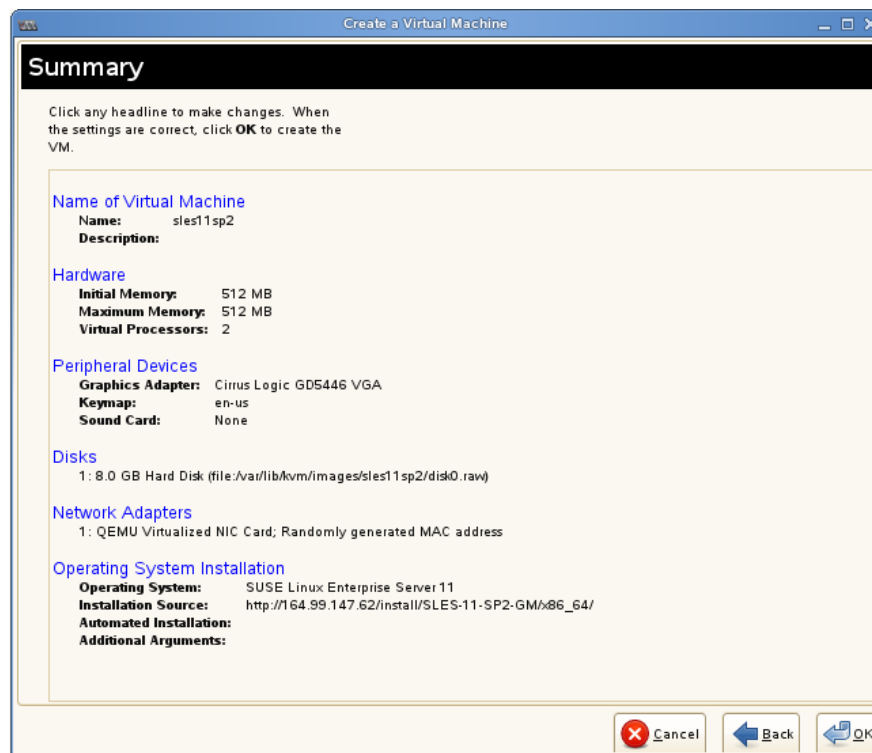 Create a Virtual Machine
Summary
Click any headline to make changes. When
the settings are correct, click OK to create the
VM.
Name of Virtual Machine
Name: sles11sp2
Description:
Hardware
Initial Memory: 512 MB
Maximum Memory: 512 MB
Virtual Processors: 2
Peripheral Devices
Graphics Adapter: Cirrus Logic GD5446 VGA
Keymap: en-us
Sound Card: None
Disks
1: 8.0 GB Hard Disk (file:/var/lib/kvm/images/sles11sp2/disk0.raw)
Network Adapters
1: QEMU Virtualized NIC Card; Randomly generated MAC address
Operating System Installation
Operating System: SUSE Linux Enterprise Server 11
Installation Source: http://164.99.147.62/install/SLES-11-SP2-GM/x86_64/
Automated Installation:
Additional Arguments:
Cancel Back OK